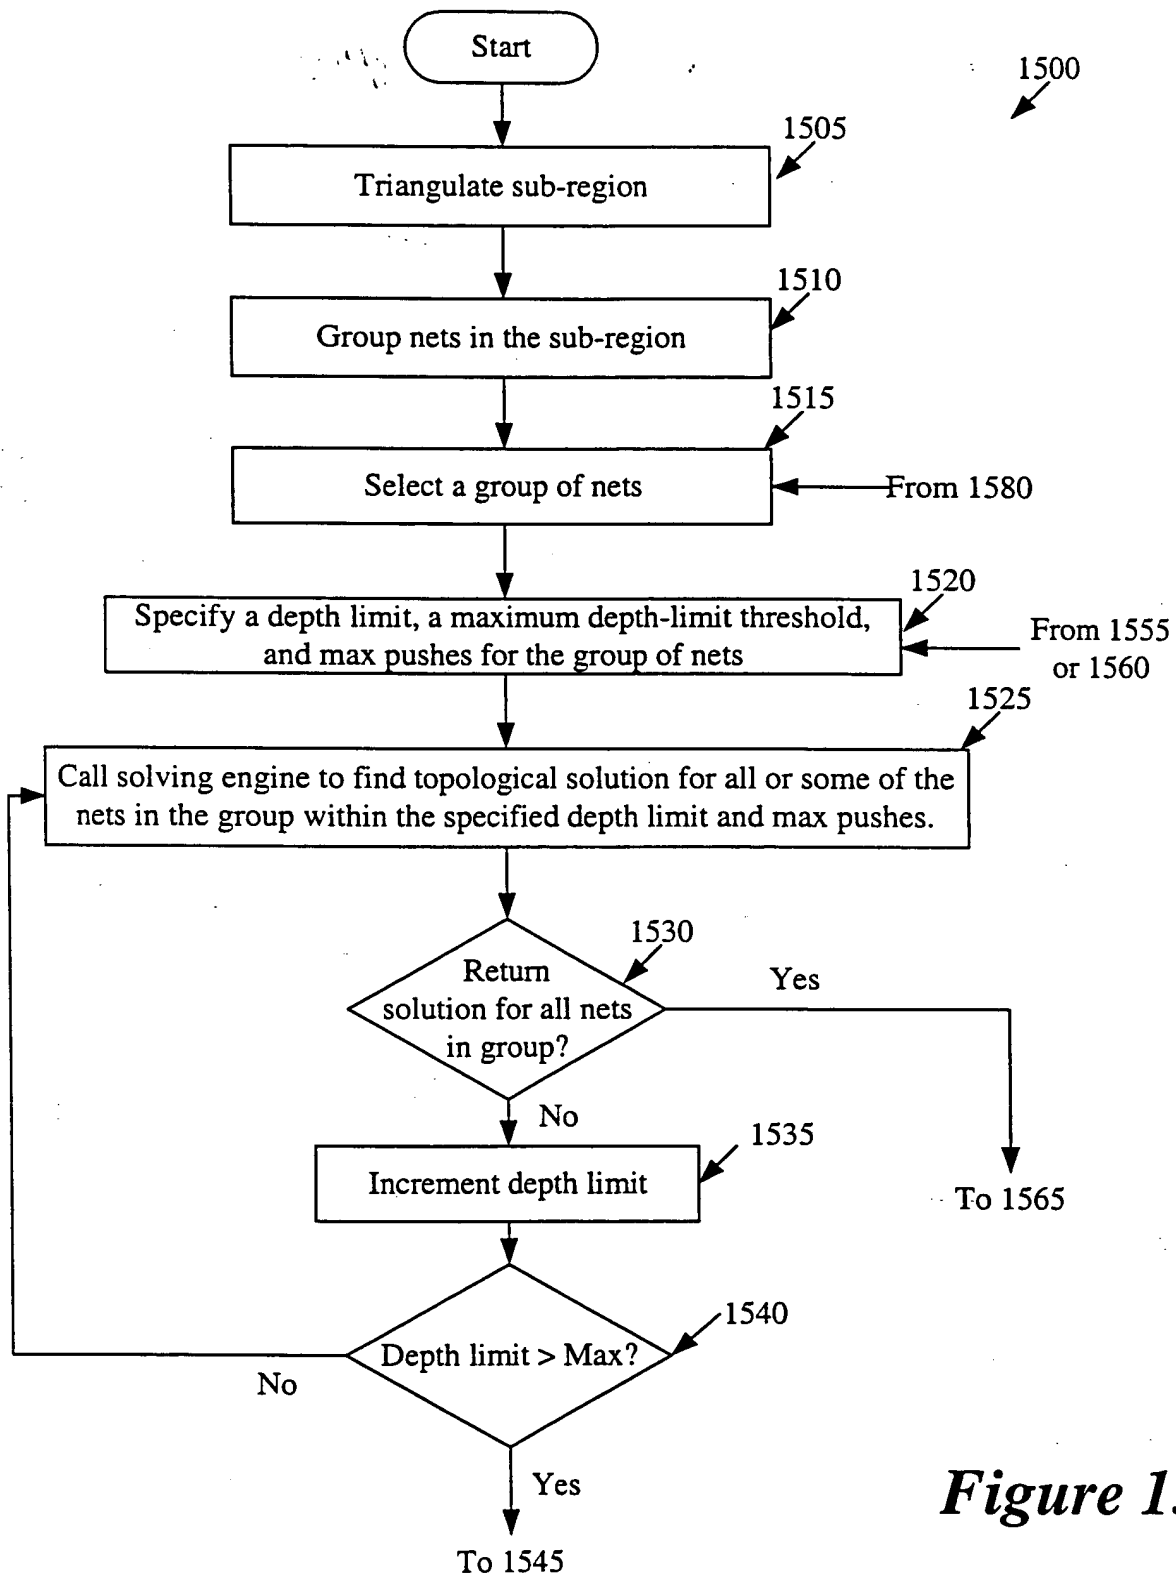 Start
1500
1505
Triangulate sub-region
1510
Group nets in the sub-region
1515
Select a group of nets
From 1580
1520
Specify a depth limit, a maximum depth-limit threshold,
and max pushes for the group of nets
From 1555
or 1560
1525
Call solving engine to find topological solution for all or some of the
nets in the group within the specified depth limit and max pushes.
1530
Return
solution for all nets
in group?
Yes
No
1535
Increment depth limit
To 1565
1540
Depth limit > Max?
No
Yes
To 1545
Figure